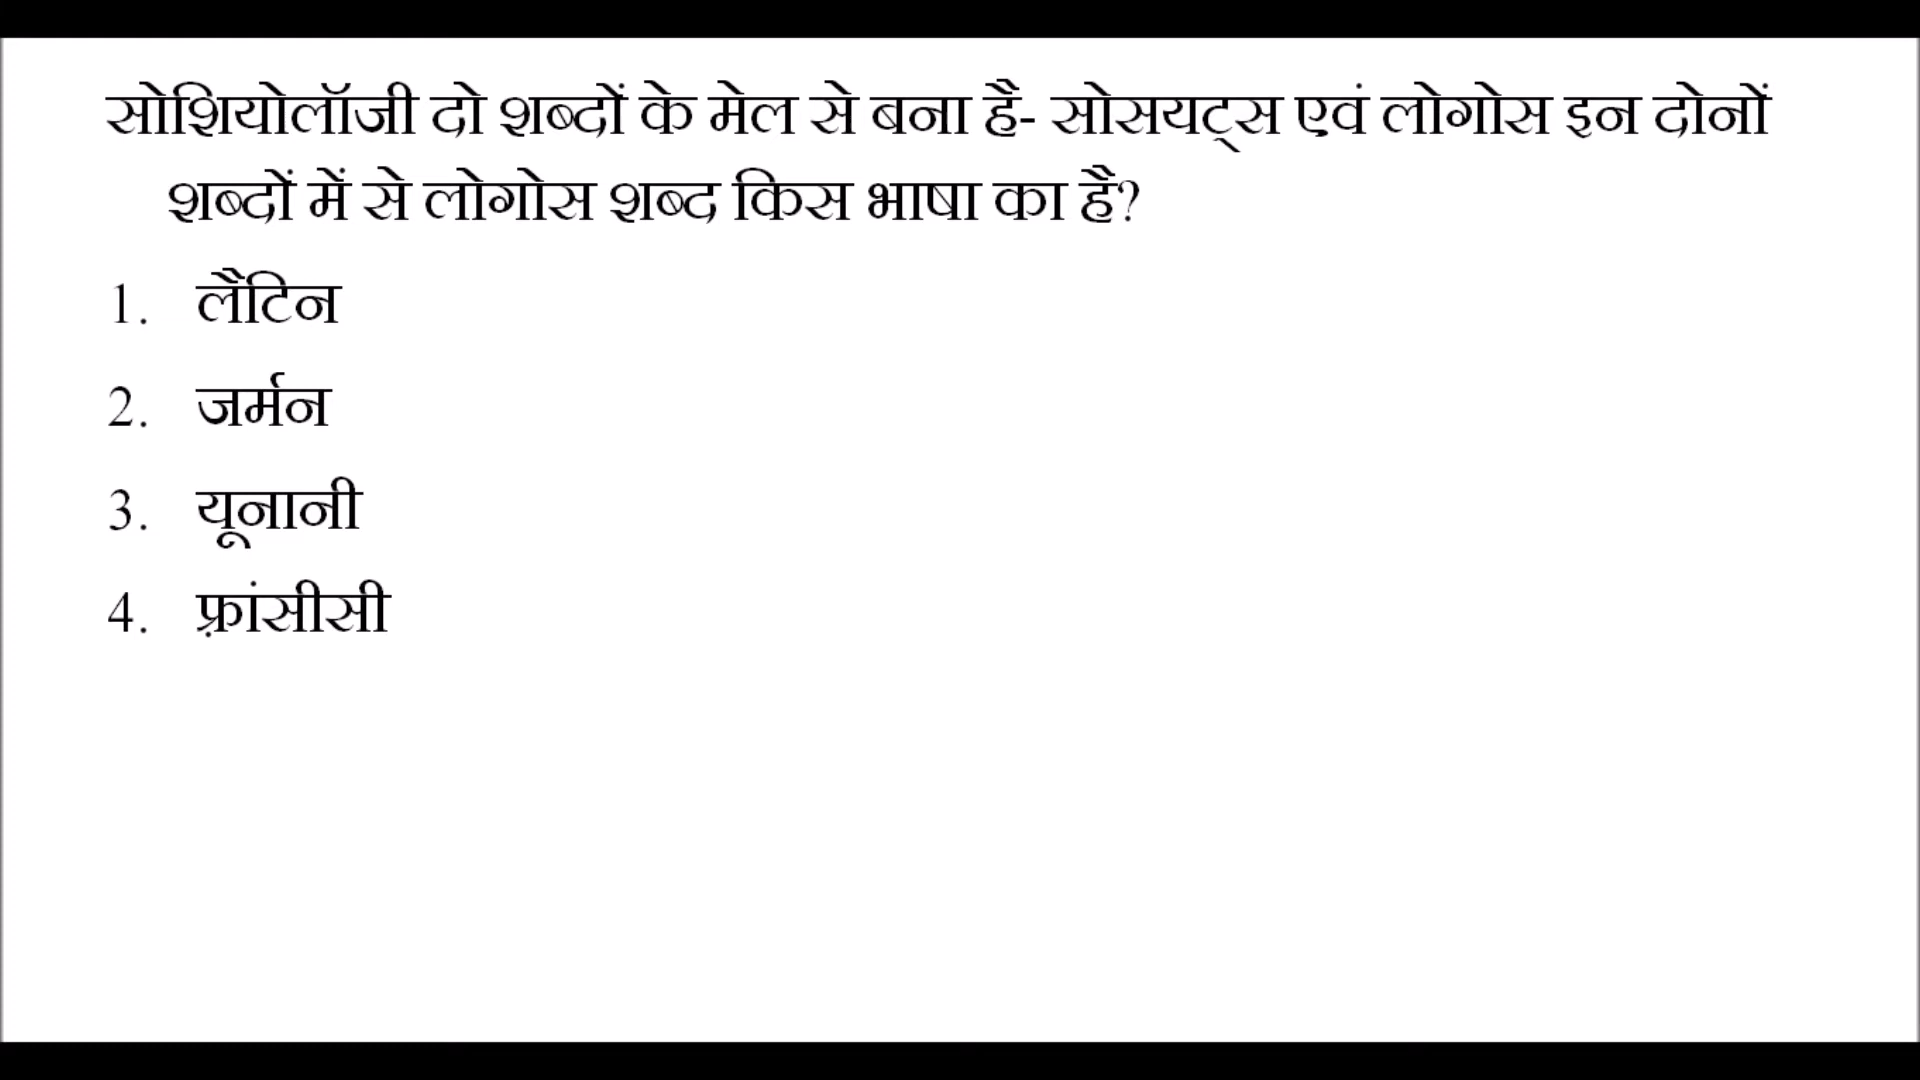 सोशियोलॉजी दो शब्दों के मेल से बना है- सोसयट्स एवं लोगोस इन दोनों
शब्दों में से लोगोस शब्द किस भाषा का है?
1. लैटिन
2. जर्मन
3. यूनानी
4. फ़्रांसीसी